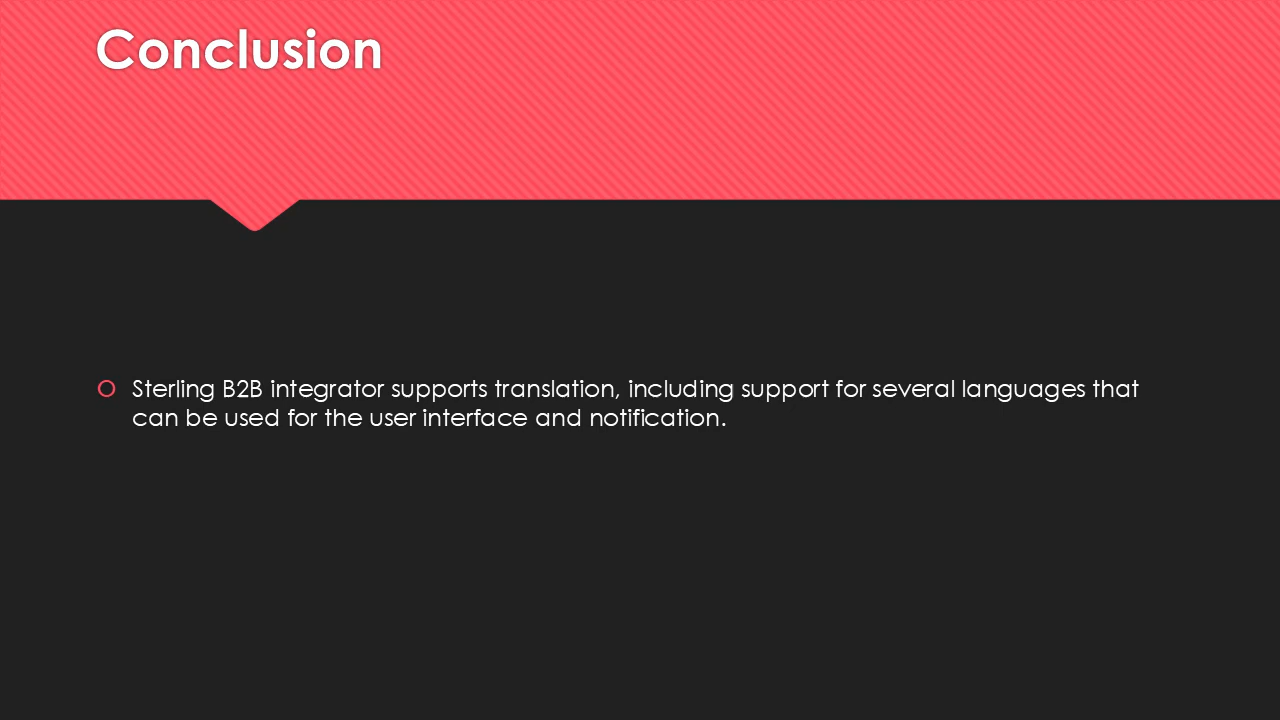 Conclusion
Sterling B2B integrator supports translation, including support for several languages that
can be used for the user interface and notification.